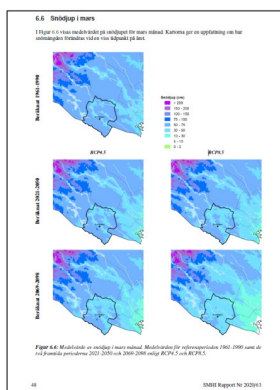 6.6 Snödjup i mars
I Figur 6.6 visas medelvärdet på snödjupet för mars månad. Kartorna ger en uppfattning om hur
snömängden förändras vid en viss tidpunkt på året.
Beräknat 1961-1990
Snödjup (cm)
> 200
150 - 200
100 - 150
75 - 100
50 - 75
30 - 50
10 - 30
5 - 10
0 - 5
RCP4.5
RCP8.5
Beräknat 2021-2050
Beräknat 2069-2098
Figur 6.6: Medelvärde av snödjup i mars månad. Medelvärden för referensperioden 1961-1990 samt de
två framtida perioderna 2021-2050 och 2069-2098 enligt RCP4.5 och RCP8.5.
48
SMHI Rapport Nr 2020/63